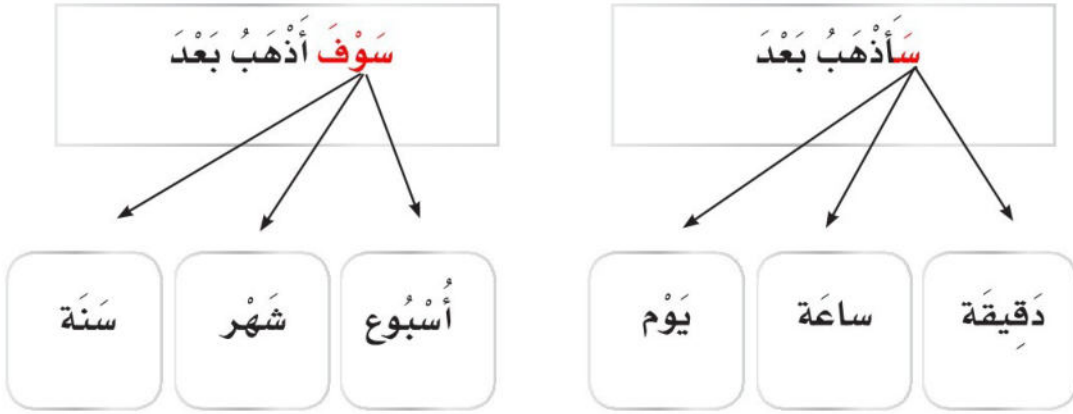 سَأَذْهَبُ بَعْدَ
سَوْفَ أَذْهَبُ بَعْدَ
دَقِيقَة
ساعَة
يَوْم
أُسْبُوع
شَهْر
سَنَة